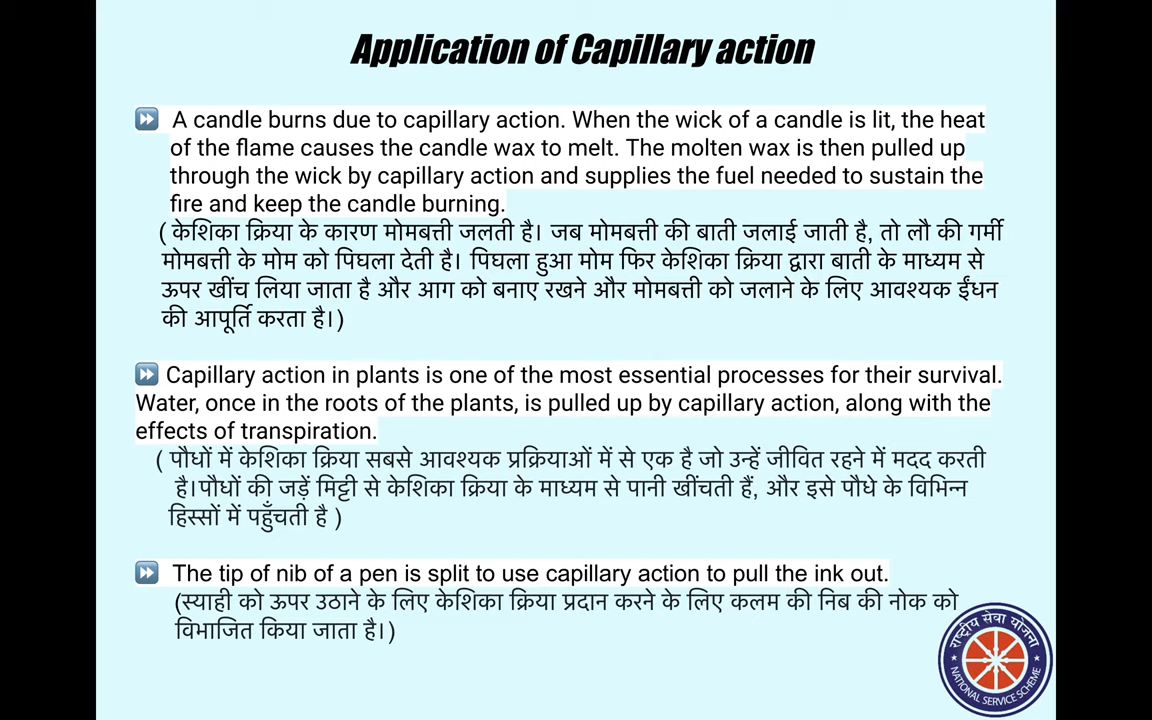 Application of Capillary action
⏩ A candle burns due to capillary action. When the wick of a candle is lit, the heat
of the flame causes the candle wax to melt. The molten wax is then pulled up
through the wick by capillary action and supplies the fuel needed to sustain the
fire and keep the candle burning.
( केशिका क्रिया के कारण मोमबत्ती जलती है। जब मोमबत्ती की बाती जलाई जाती है, तो लौ की गर्मी
मोमबत्ती के मोम को पिघला देती है। पिघला हुआ मोम फिर केशिका क्रिया द्वारा बाती के माध्यम से
ऊपर खींच लिया जाता है और आग को बनाए रखने और मोमबत्ती को जलाने के लिए आवश्यक ईंधन
की आपूर्ति करता है।)
⏩ Capillary action in plants is one of the most essential processes for their survival.
Water, once in the roots of the plants, is pulled up by capillary action, along with the
effects of transpiration.
( पौधों में केशिका क्रिया सबसे आवश्यक प्रक्रियाओं में से एक है जो उन्हें जीवित रहने में मदद करती
है।पौधों की जड़ें मिट्टी से केशिका क्रिया के माध्यम से पानी खींचती हैं, और इसे पौधे के विभिन्न
हिस्सों में पहुँचती है )
⏩ The tip of nib of a pen is split to use capillary action to pull the ink out.
(स्याही को ऊपर उठाने के लिए केशिका क्रिया प्रदान करने के लिए कलम की निब की नोक को
विभाजित किया जाता है।)
राष्ट्रीय सेवा योजना
NATIONAL SERVICE SCHEME